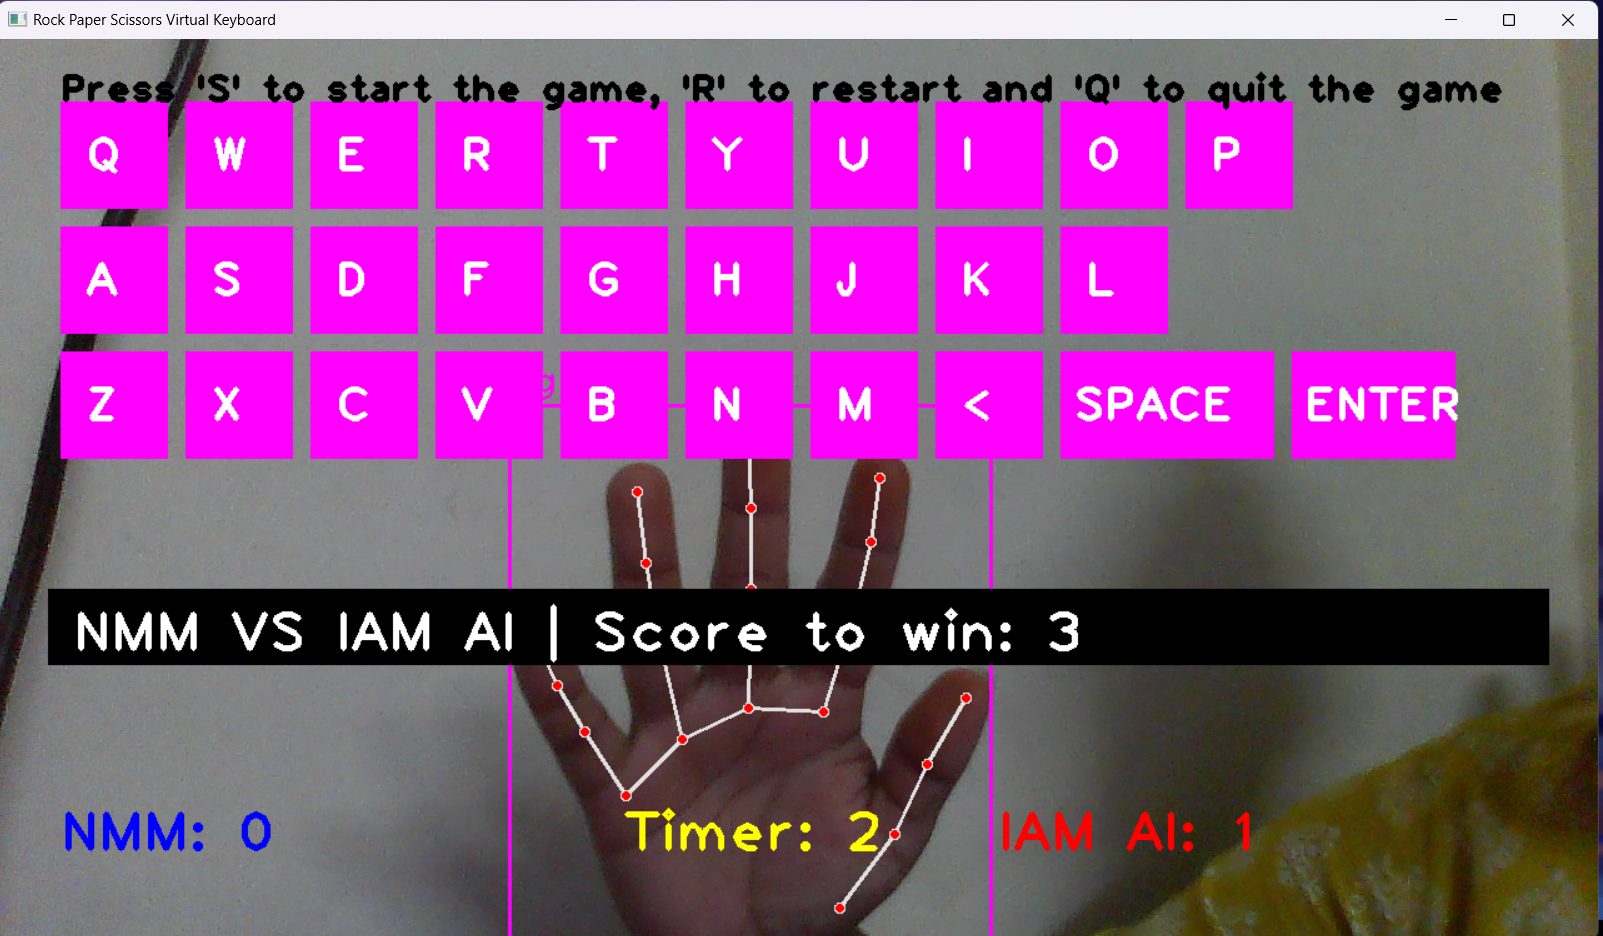 Rock Paper Scissors Virtual Keyboard
Press 'S' to start the game, 'R' to restart and 'Q' to quit the game
Q W E R T Y U I O P
A S D F G H J K L
Z X C V B N M < SPACE ENTER
NMM VS IAM AI | Score to win: 3
NMM: 0 Timer: 2 IAM AI: 1